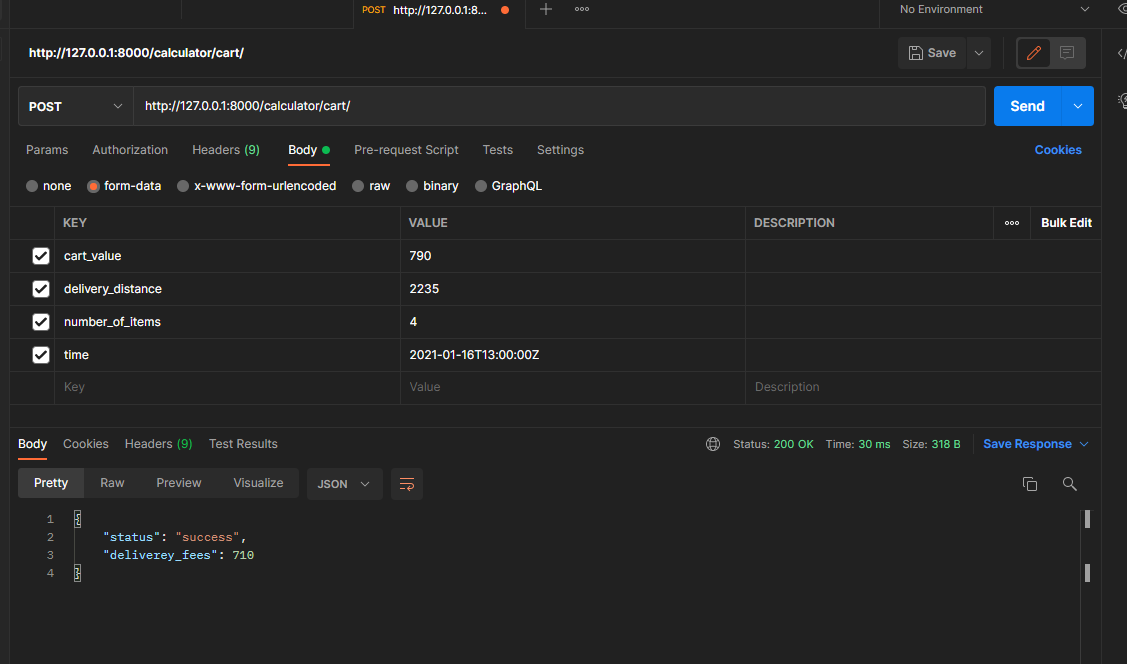 POST http://127.0.0.1:8...
No Environment
http://127.0.0.1:8000/calculator/cart/
Save
POST http://127.0.0.1:8000/calculator/cart/ Send
Params Authorization Headers (9) Body Pre-request Script Tests Settings Cookies
none form-data x-www-form-urlencoded raw binary GraphQL
KEY VALUE DESCRIPTION Bulk Edit
cart_value 790
delivery_distance 2235
number_of_items 4
time 2021-01-16T13:00:00Z
Key Value Description
Body Cookies Headers (9) Test Results Status: 200 OK Time: 30 ms Size: 318 B Save Response
Pretty Raw Preview Visualize JSON
1 {
2 "status": "success",
3 "deliverey_fees": 710
4 }